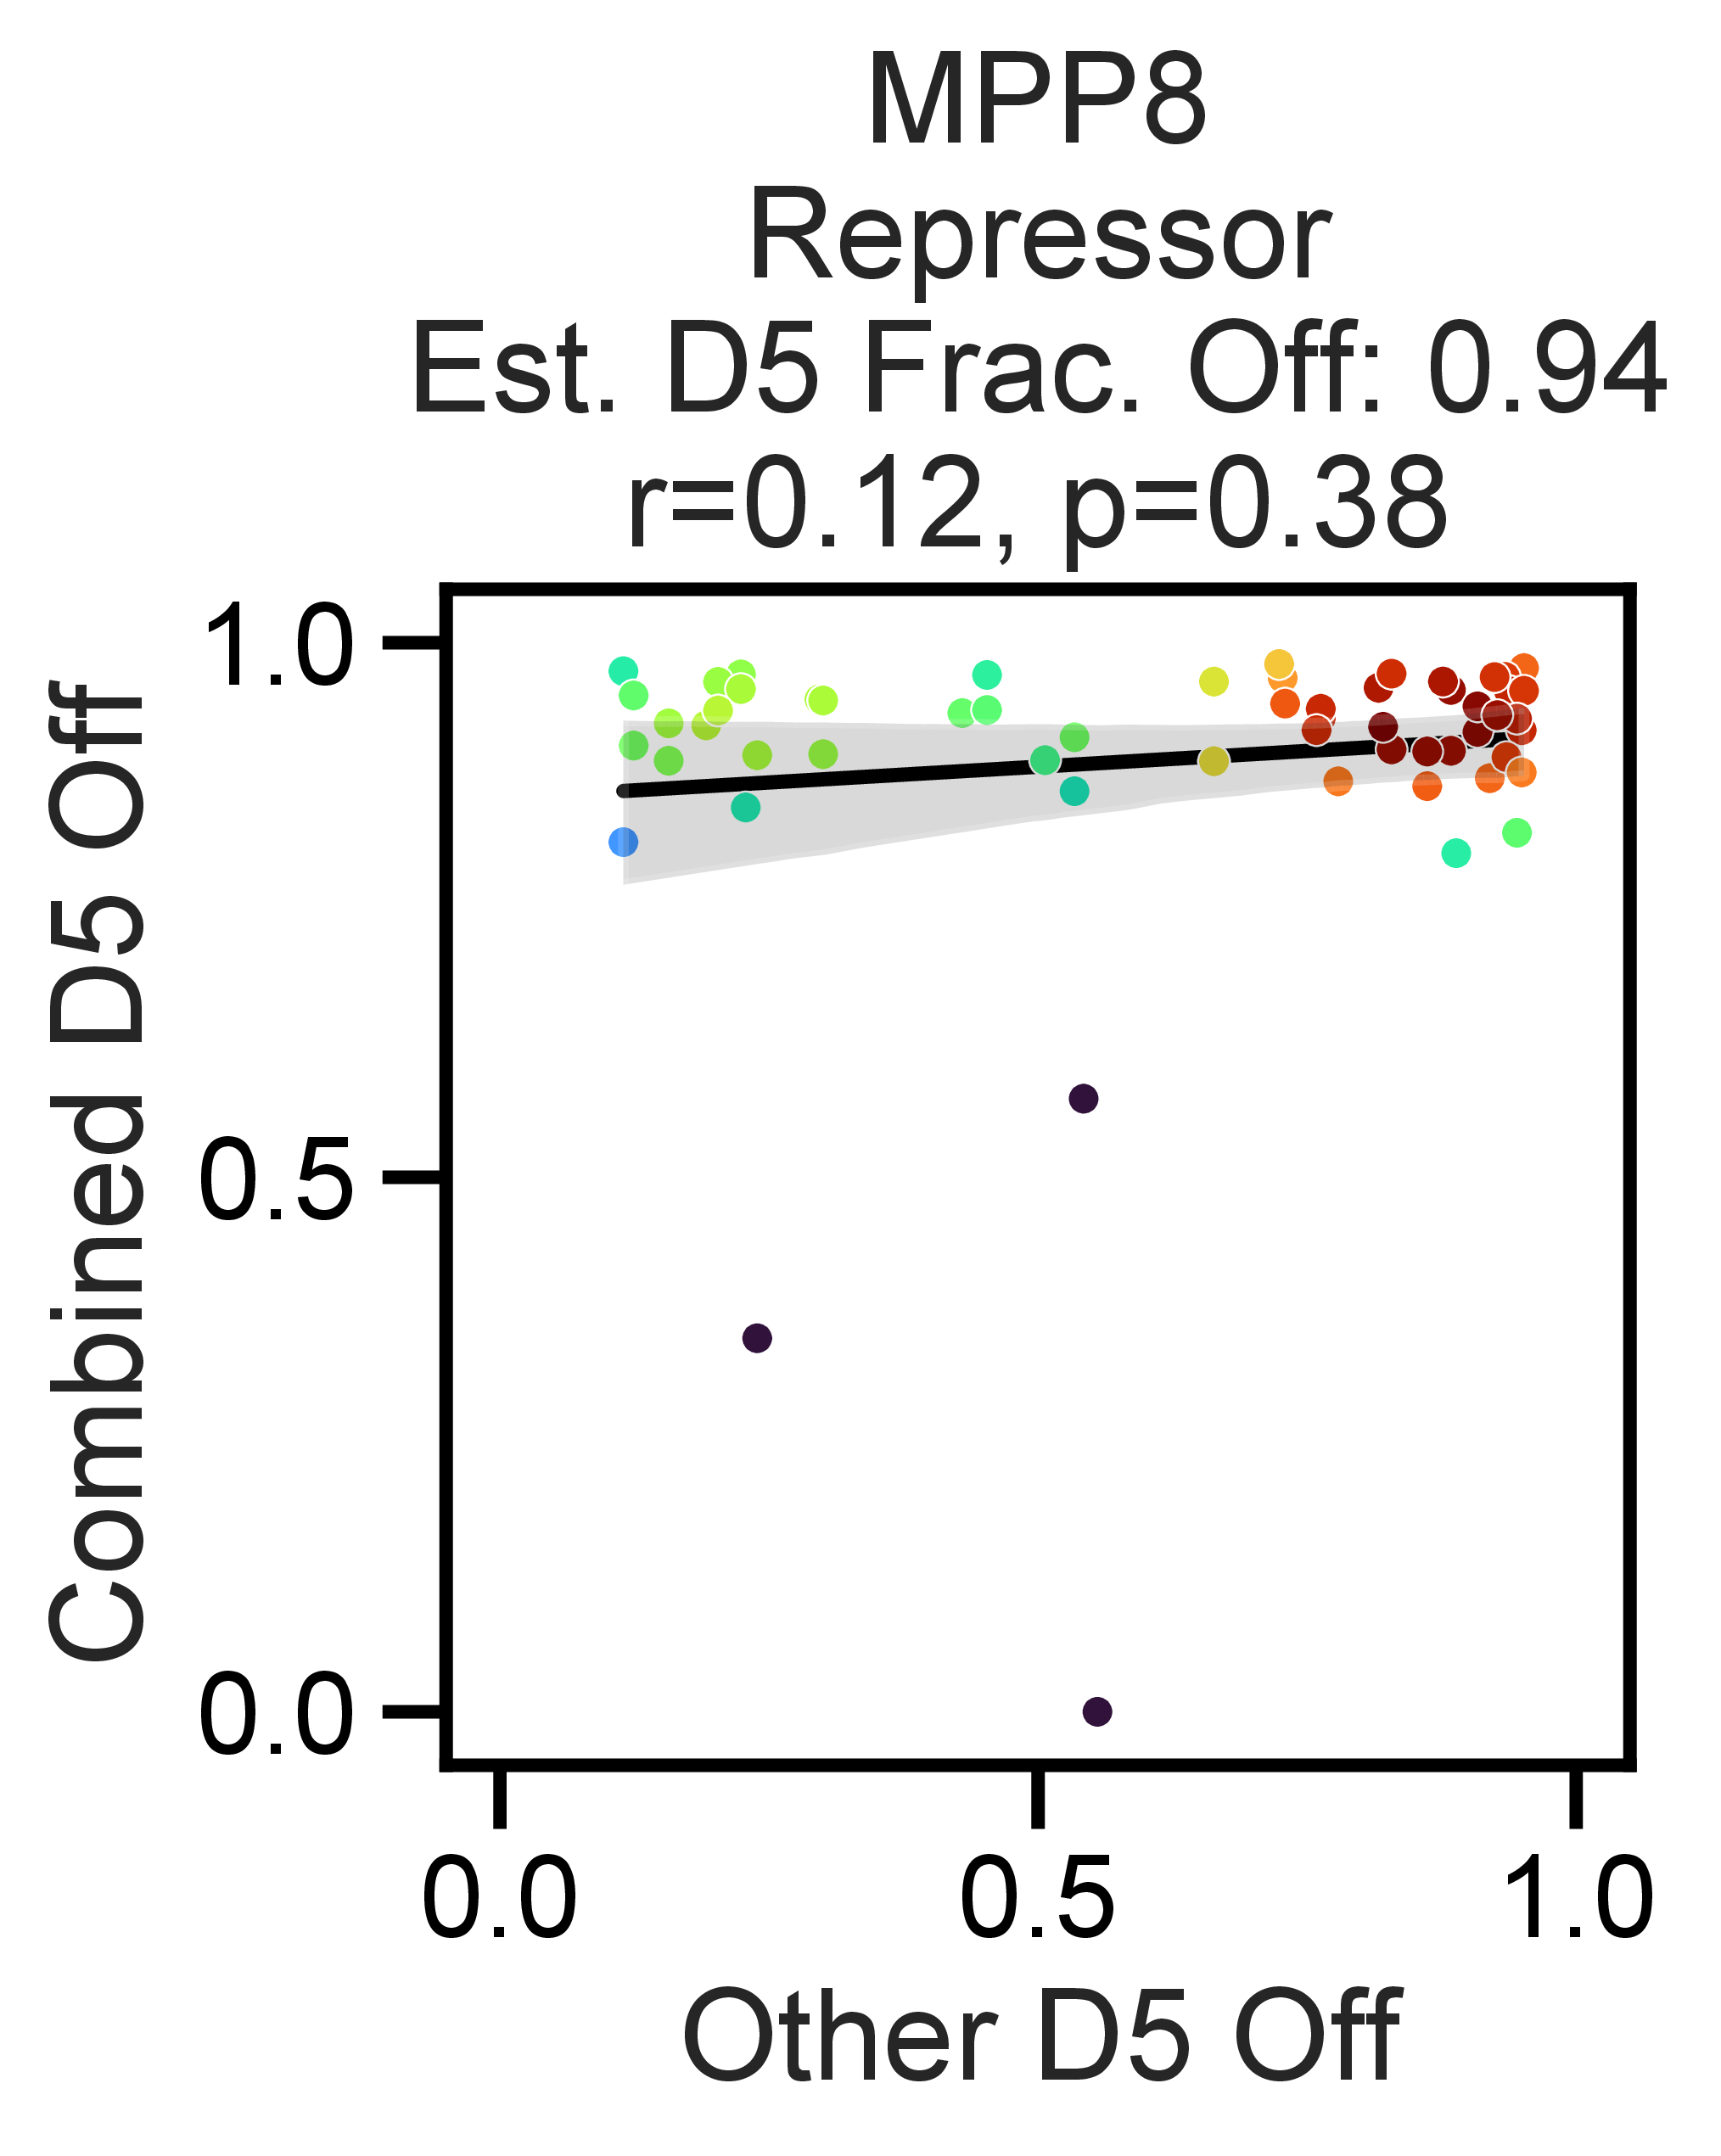 MPP8
Repressor
Est. D5 Frac. Off: 0.94
r=0.12, p=0.38
Combined D5 Off
1.0
0.5
0.0
0.0
0.5
1.0
Other D5 Off